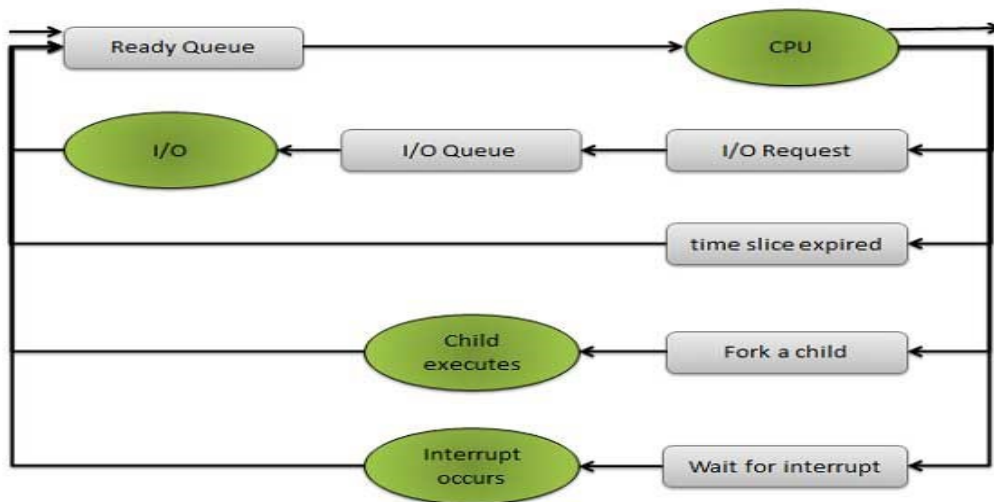 Ready Queue
CPU
I/O
I/O Queue
I/O Request
time slice expired
Child
executes
Fork a child
Interrupt
occurs
Wait for interrupt